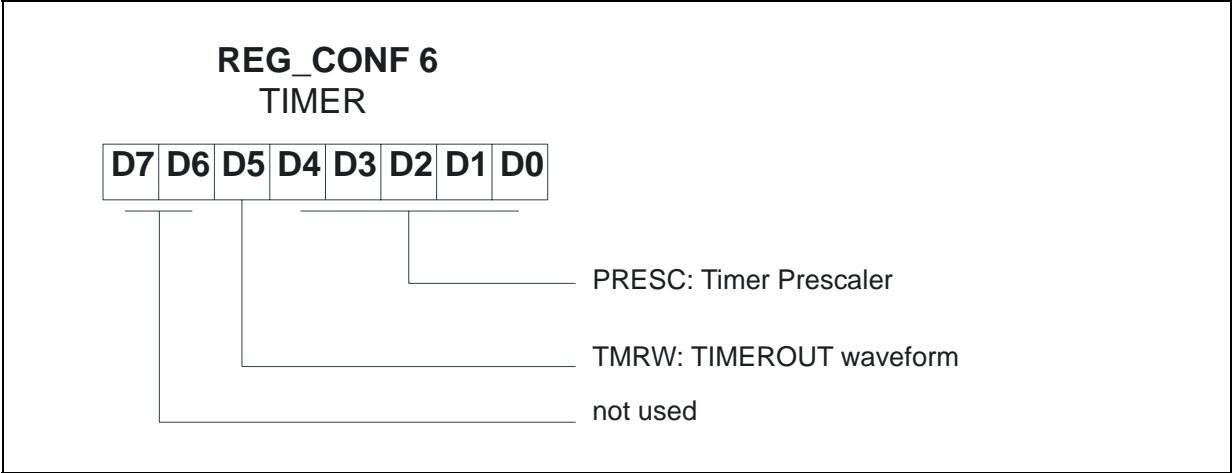 REG_CONF 6
TIMER
D7 D6 D5 D4 D3 D2 D1 D0
PRESC: Timer Prescaler
TMRW: TIMEROUT waveform
not used